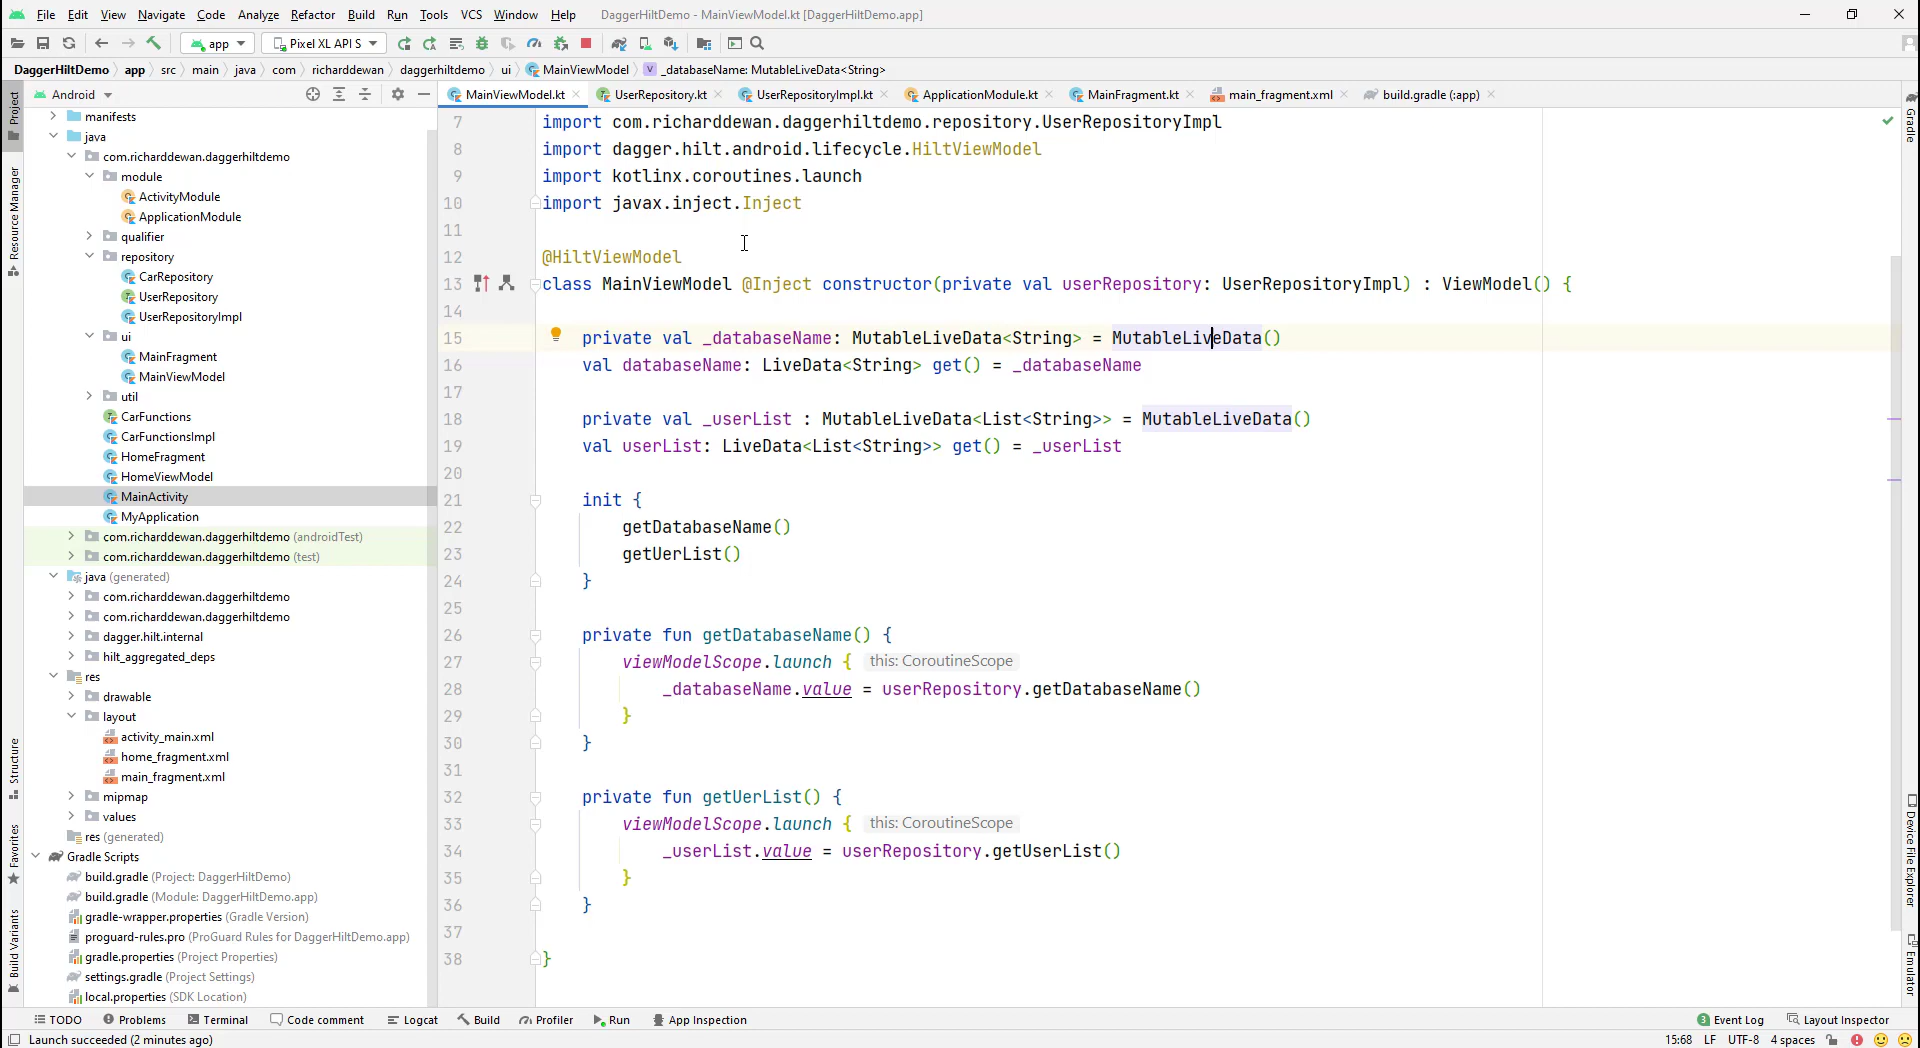 File Edit View Navigate Code Analyze Refactor Build Run Tools VCS Window Help DaggerHiltDemo - MainViewModel.kt [DaggerHiltDemo.app]
app Pixel XL API S
DaggerHiltDemo app src main java com richarddewan daggerhiltdemo ui MainViewModel _databaseName: MutableLiveData<String>
Android
MainViewModel.kt UserRepository.kt UserRepositoryImpl.kt ApplicationModule.kt MainFragment.kt main_fragment.xml build.gradle (:app)
Project
Resource Manager
Structure
Favorites
Build Variants
manifests
java
com.richarddewan.daggerhiltdemo
module
ActivityModule
ApplicationModule
qualifier
repository
CarRepository
UserRepository
UserRepositoryImpl
ui
MainFragment
MainViewModel
util
CarFunctions
CarFunctionsImpl
HomeFragment
HomeViewModel
MainActivity
MyApplication
com.richarddewan.daggerhiltdemo (androidTest)
com.richarddewan.daggerhiltdemo (test)
java (generated)
com.richarddewan.daggerhiltdemo
com.richarddewan.daggerhiltdemo
dagger.hilt.internal
hilt_aggregated_deps
res
drawable
layout
activity_main.xml
home_fragment.xml
main_fragment.xml
mipmap
values
res (generated)
Gradle Scripts
build.gradle (Project: DaggerHiltDemo)
build.gradle (Module: DaggerHiltDemo.app)
gradle-wrapper.properties (Gradle Version)
proguard-rules.pro (ProGuard Rules for DaggerHiltDemo.app)
gradle.properties (Project Properties)
settings.gradle (Project Settings)
local.properties (SDK Location)
7 import com.richarddewan.daggerhiltdemo.repository.UserRepositoryImpl
8 import dagger.hilt.android.lifecycle.HiltViewModel
9 import kotlinx.coroutines.launch
10 import javax.inject.Inject
11
12 @HiltViewModel
13 class MainViewModel @Inject constructor(private val userRepository: UserRepositoryImpl) : ViewModel() {
14
15 private val _databaseName: MutableLiveData<String> = MutableLiveData()
16 val databaseName: LiveData<String> get() = _databaseName
17
18 private val _userList : MutableLiveData<List<String>> = MutableLiveData()
19 val userList: LiveData<List<String>> get() = _userList
20
21 init {
22 getDatabaseName()
23 getUerList()
24 }
25
26 private fun getDatabaseName() {
27 viewModelScope.launch { this: CoroutineScope
28 _databaseName.value = userRepository.getDatabaseName()
29 }
30 }
31
32 private fun getUerList() {
33 viewModelScope.launch { this: CoroutineScope
34 _userList.value = userRepository.getUserList()
35 }
36 }
37
38 }
Gradle
Device File Explorer
Emulator
TODO Problems Terminal Code comment Logcat Build Profiler Run App Inspection 3 Event Log Layout Inspector
Launch succeeded (2 minutes ago) 15:68 LF UTF-8 4 spaces